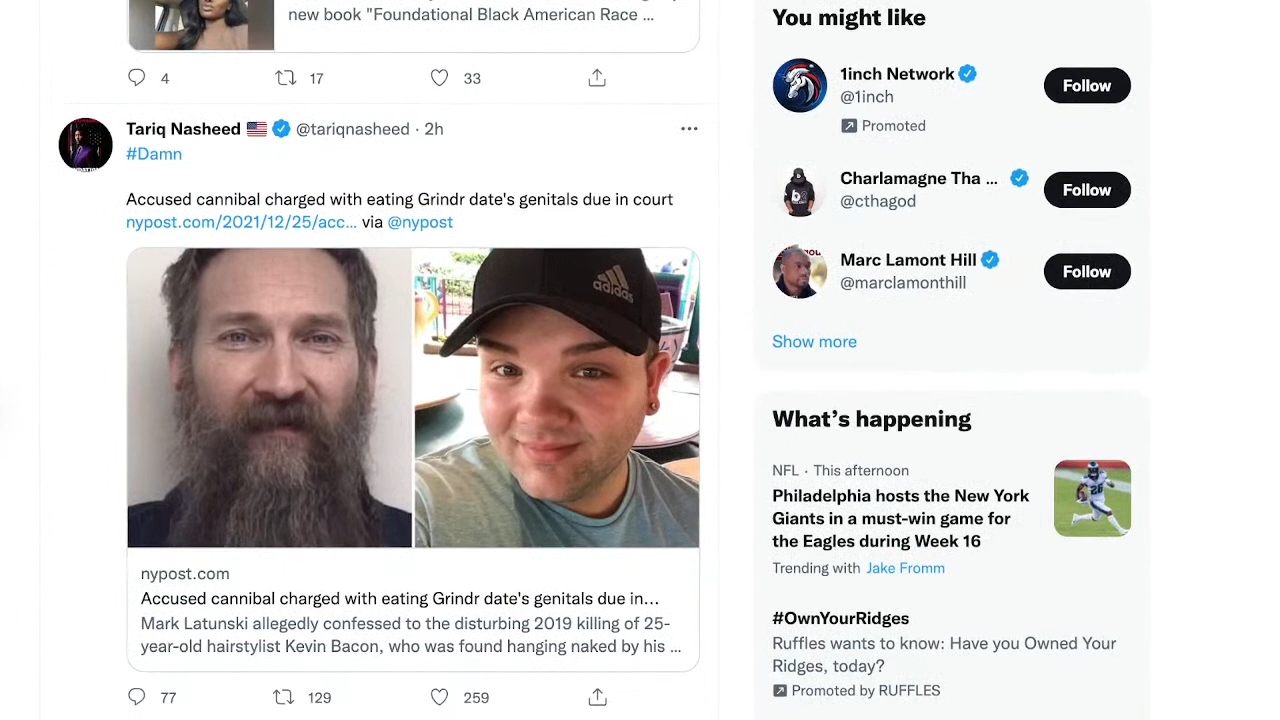 new book "Foundational Black American Race ...
4 17 33
Tariq Nasheed @tariqnasheed · 2h
#Damn
Accused cannibal charged with eating Grindr date's genitals due in court
nypost.com/2021/12/25/acc... via @nypost
adidas
nypost.com
Accused cannibal charged with eating Grindr date's genitals due in...
Mark Latunski allegedly confessed to the disturbing 2019 killing of 25-
year-old hairstylist Kevin Bacon, who was found hanging naked by his ...
77 129 259
You might like
1inch Network
@1inch
Promoted
Follow
Charlamagne Tha ...
@cthagod
Follow
Marc Lamont Hill
@marclamonthill
Follow
Show more
What's happening
NFL · This afternoon
Philadelphia hosts the New York
Giants in a must-win game for
the Eagles during Week 16
Trending with Jake Fromm
26
#OwnYourRidges
Ruffles wants to know: Have you Owned Your
Ridges, today?
Promoted by RUFFLES